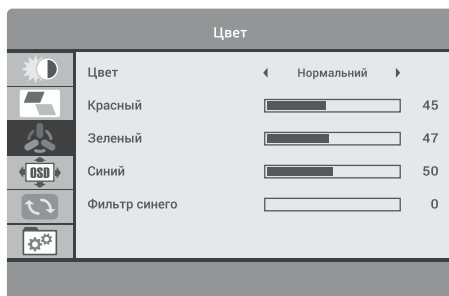 Цвет
Цвет Нормальний
Красный 45
Зеленый 47
Синий 50
OSD
Фильтр синего 0